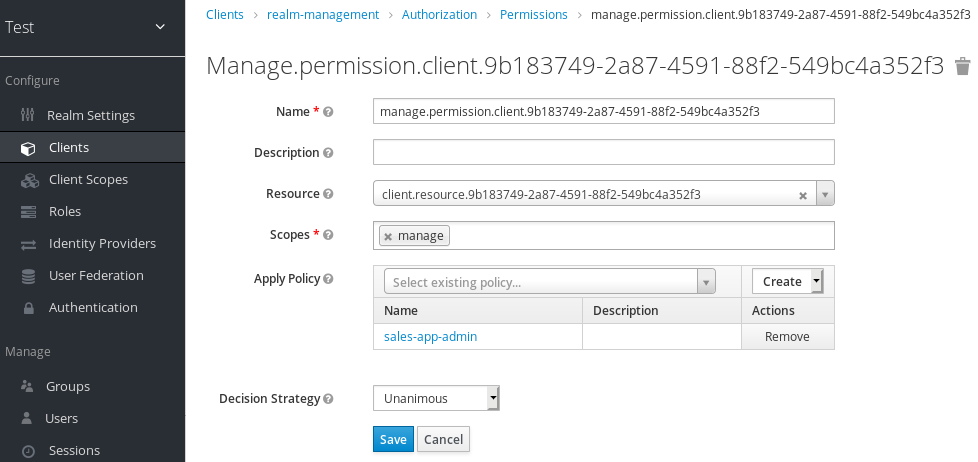 Test
Configure
Realm Settings
Clients
Client Scopes
Roles
Identity Providers
User Federation
Authentication
Manage
Groups
Users
Sessions
Clients > realm-management > Authorization > Permissions > manage.permission.client.9b183749-2a87-4591-88f2-549bc4a352f3
Manage.permission.client.9b183749-2a87-4591-88f2-549bc4a352f3
Name * manage.permission.client.9b183749-2a87-4591-88f2-549bc4a352f3
Description
Resource client.resource.9b183749-2a87-4591-88f2-549bc4a352f3
Scopes * manage
Apply Policy Select existing policy... Create
Name Description Actions
sales-app-admin Remove
Decision Strategy Unanimous
Save Cancel